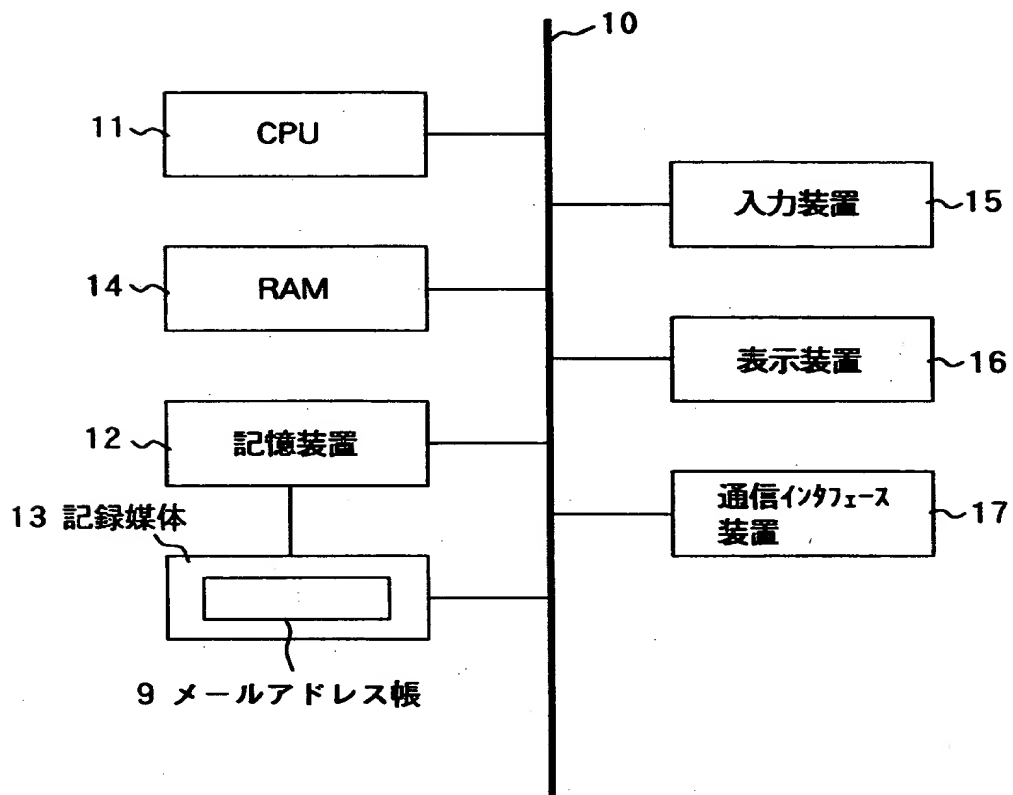 10
11 CPU
入力装置 15
14 RAM
表示装置 16
12 記憶装置
通信インタフェース
装置 17
13 記録媒体
9 メールアドレス帳